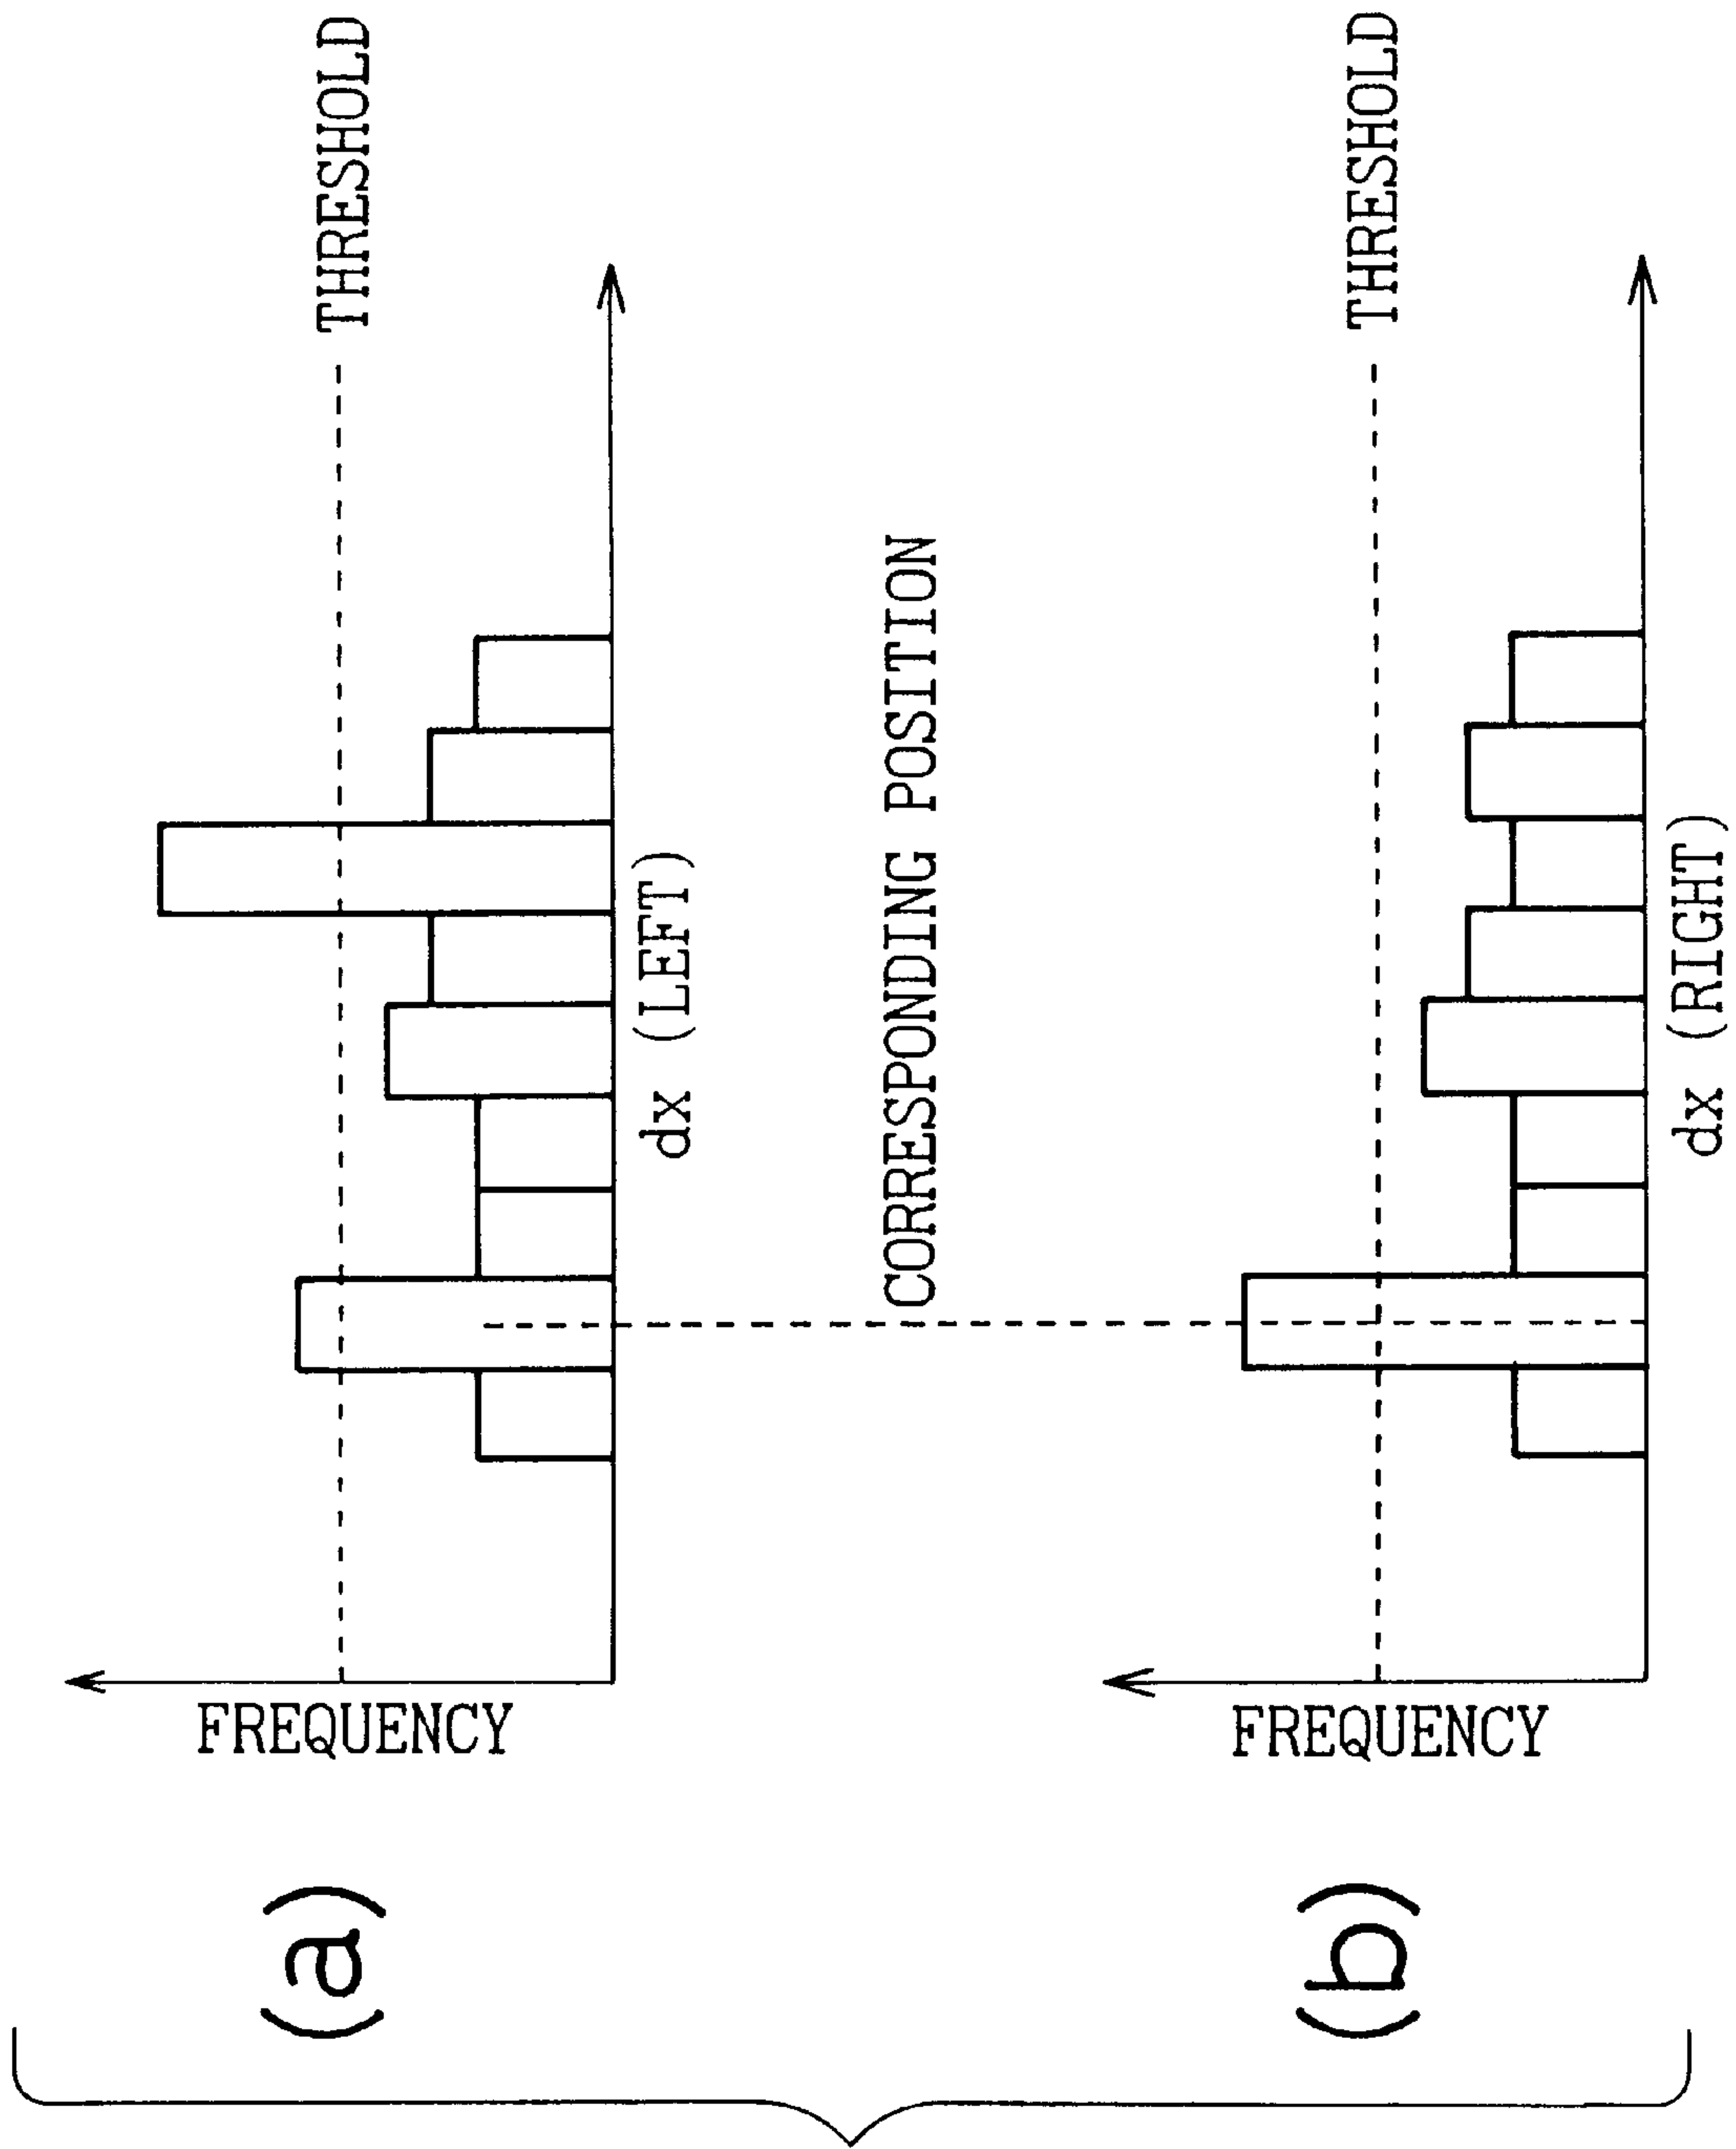 (a)
FREQUENCY
THRESHOLD
dx (LEFT)
CORRESPONDING POSITION
(b)
FREQUENCY
THRESHOLD
dx (RIGHT)